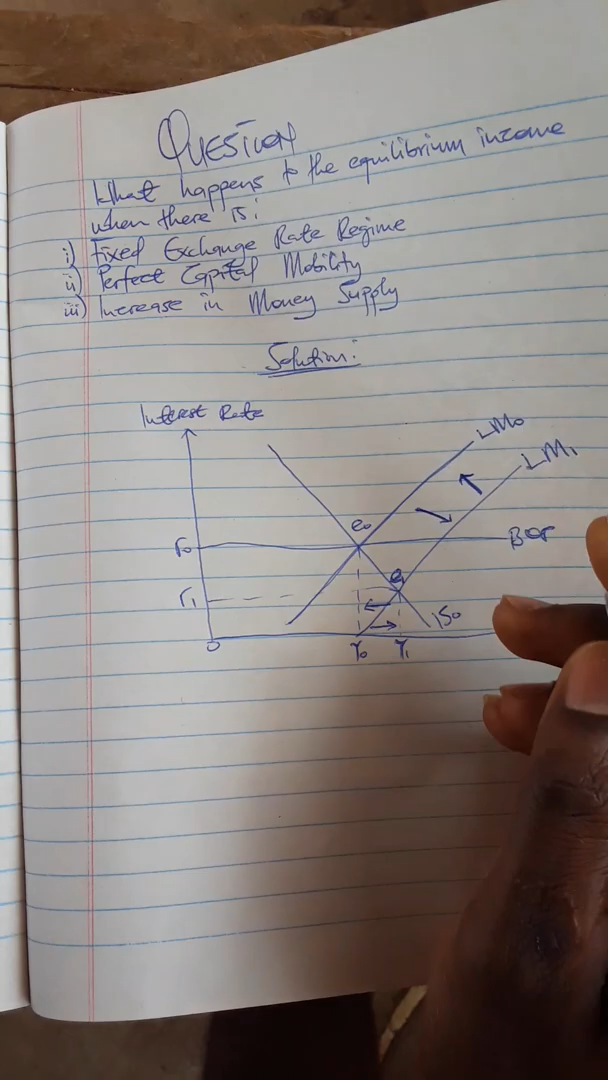 QUESTION
What happens to the equilibrium income
when there is:
i) Fixed Exchange Rate Regime
ii) Perfect Capital Mobility
iii) Increase in Money Supply
Solution:
Interest Rate
LM₀
LM₁
e₀
r₀
BOP
e₁
r₁
IS₀
0
Y₀
Y₁